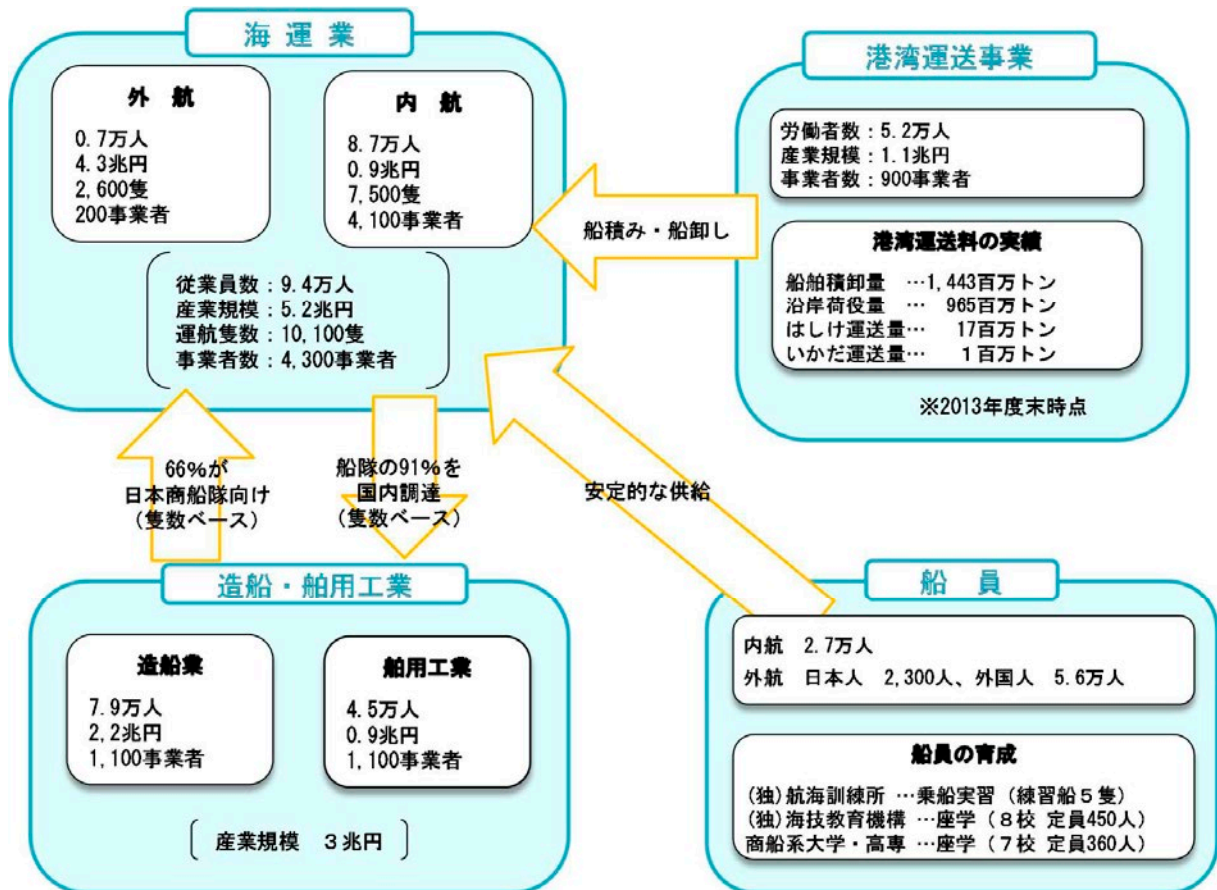 海運業
外航
0.7万人
4.3兆円
2,600隻
200事業者
内航
8.7万人
0.9兆円
7,500隻
4,100事業者
従業員数：9.4万人
産業規模：5.2兆円
運航隻数：10,100隻
事業者数：4,300事業者
港湾運送事業
労働者数：5.2万人
産業規模：1.1兆円
事業者数：900事業者
港湾運送料の実績
船舶積卸量 …1,443百万トン
沿岸荷役量 … 965百万トン
はしけ運送量… 17百万トン
いかだ運送量… 1百万トン
※2013年度末時点
船積み・船卸し
66%が
日本商船隊向け
（隻数ベース）
船隊の91%を
国内調達
（隻数ベース）
安定的な供給
造船・舶用工業
造船業
7.9万人
2,2兆円
1,100事業者
舶用工業
4.5万人
0.9兆円
1,100事業者
産業規模 3兆円
船員
内航 2.7万人
外航 日本人 2,300人、外国人 5.6万人
船員の育成
(独)航海訓練所 …乗船実習（練習船５隻）
(独)海技教育機構 …座学（８校 定員450人）
商船系大学・高専 …座学（７校 定員360人）